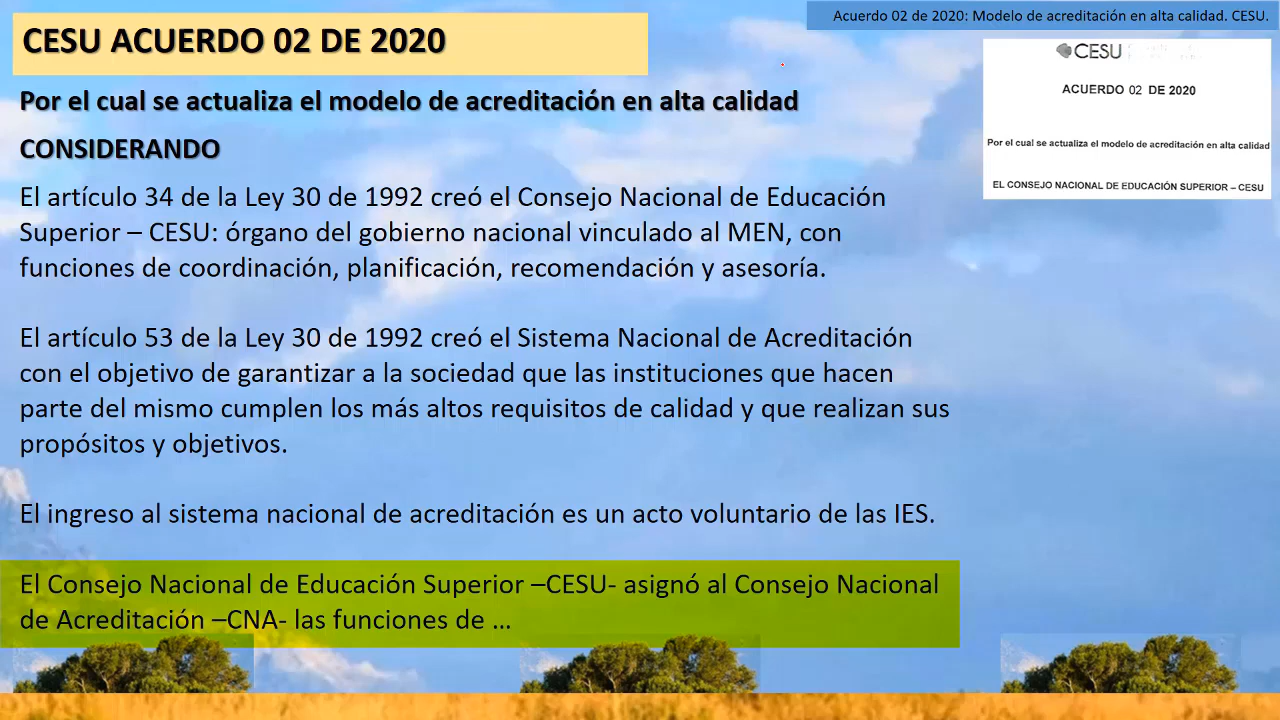 Acuerdo 02 de 2020: Modelo de acreditación en alta calidad. CESU.
CESU ACUERDO 02 DE 2020
Por el cual se actualiza el modelo de acreditación en alta calidad
CONSIDERANDO
El artículo 34 de la Ley 30 de 1992 creó el Consejo Nacional de Educación
Superior – CESU: órgano del gobierno nacional vinculado al MEN, con
funciones de coordinación, planificación, recomendación y asesoría.
El artículo 53 de la Ley 30 de 1992 creó el Sistema Nacional de Acreditación
con el objetivo de garantizar a la sociedad que las instituciones que hacen
parte del mismo cumplen los más altos requisitos de calidad y que realizan sus
propósitos y objetivos.
El ingreso al sistema nacional de acreditación es un acto voluntario de las IES.
El Consejo Nacional de Educación Superior –CESU- asignó al Consejo Nacional
de Acreditación –CNA- las funciones de …
CESU
ACUERDO 02 DE 2020
Por el cual se actualiza el modelo de acreditación en alta calidad
EL CONSEJO NACIONAL DE EDUCACIÓN SUPERIOR – CESU